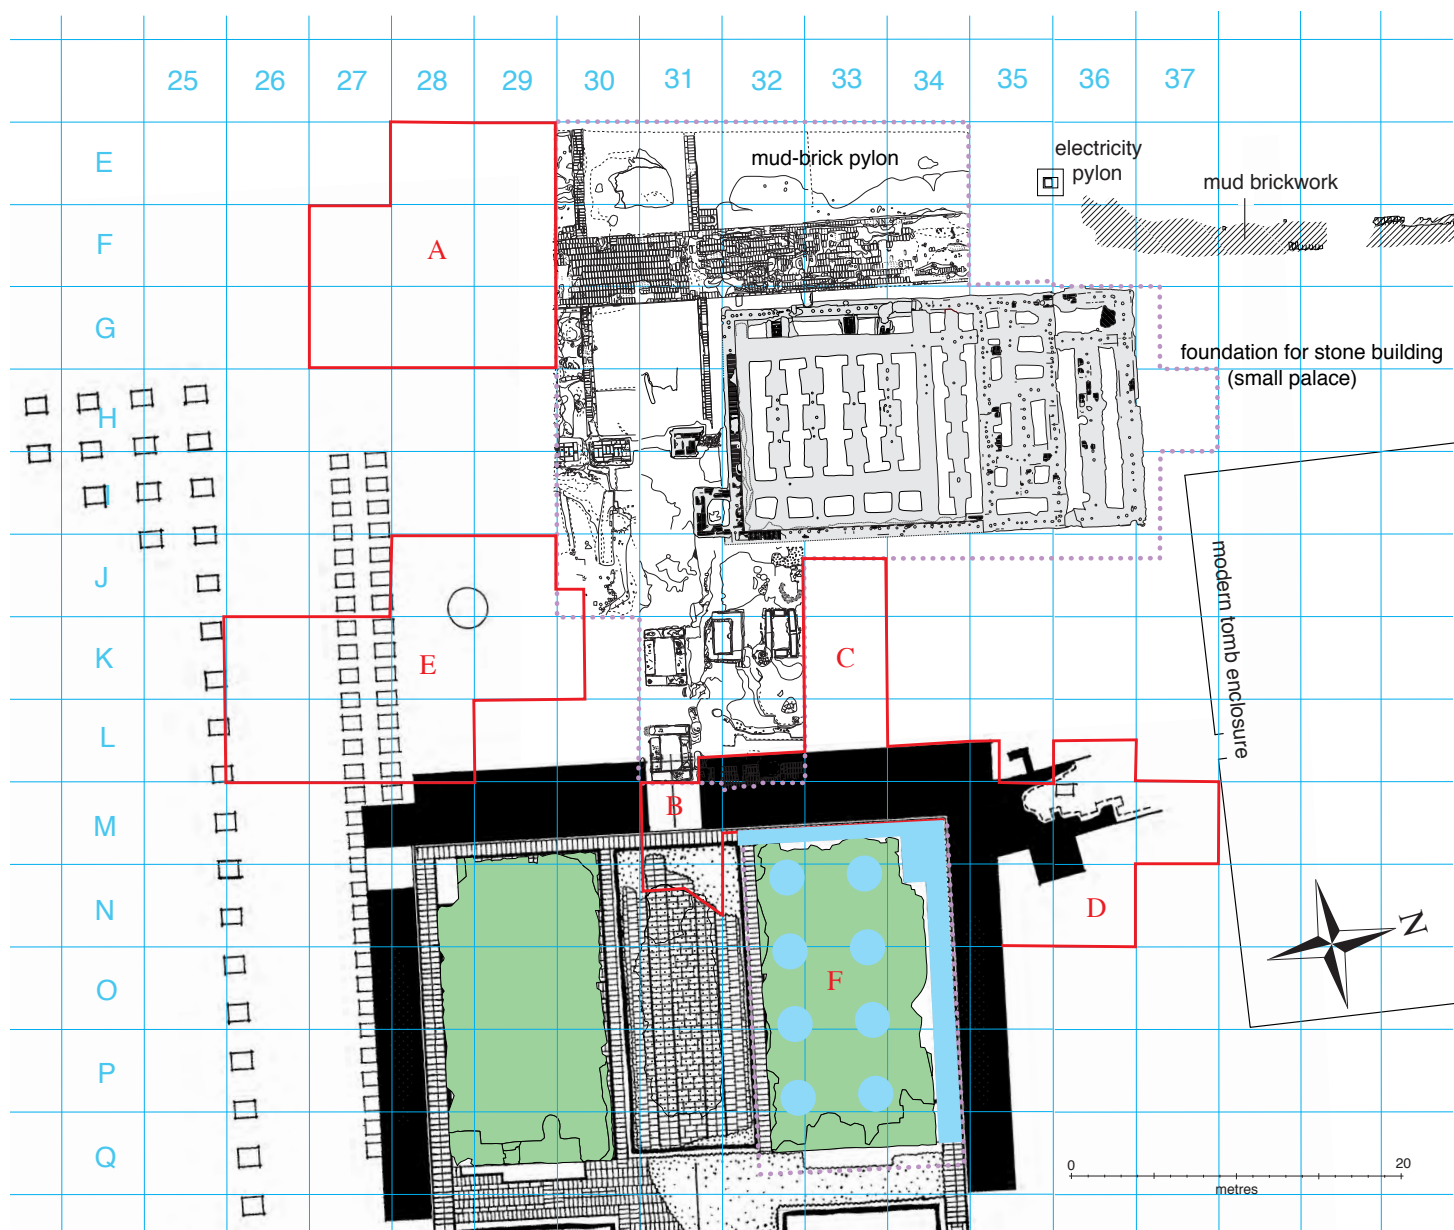 25 26 27 28 29 30 31 32 33 34 35 36 37
E
mud-brick pylon
electricity
pylon
mud brickwork
F
A
G
foundation for stone building
(small palace)
H
I
J
modern tomb enclosure
K
E
C
L
M
B
N
D
N
O
F
P
Q
0 20
metres